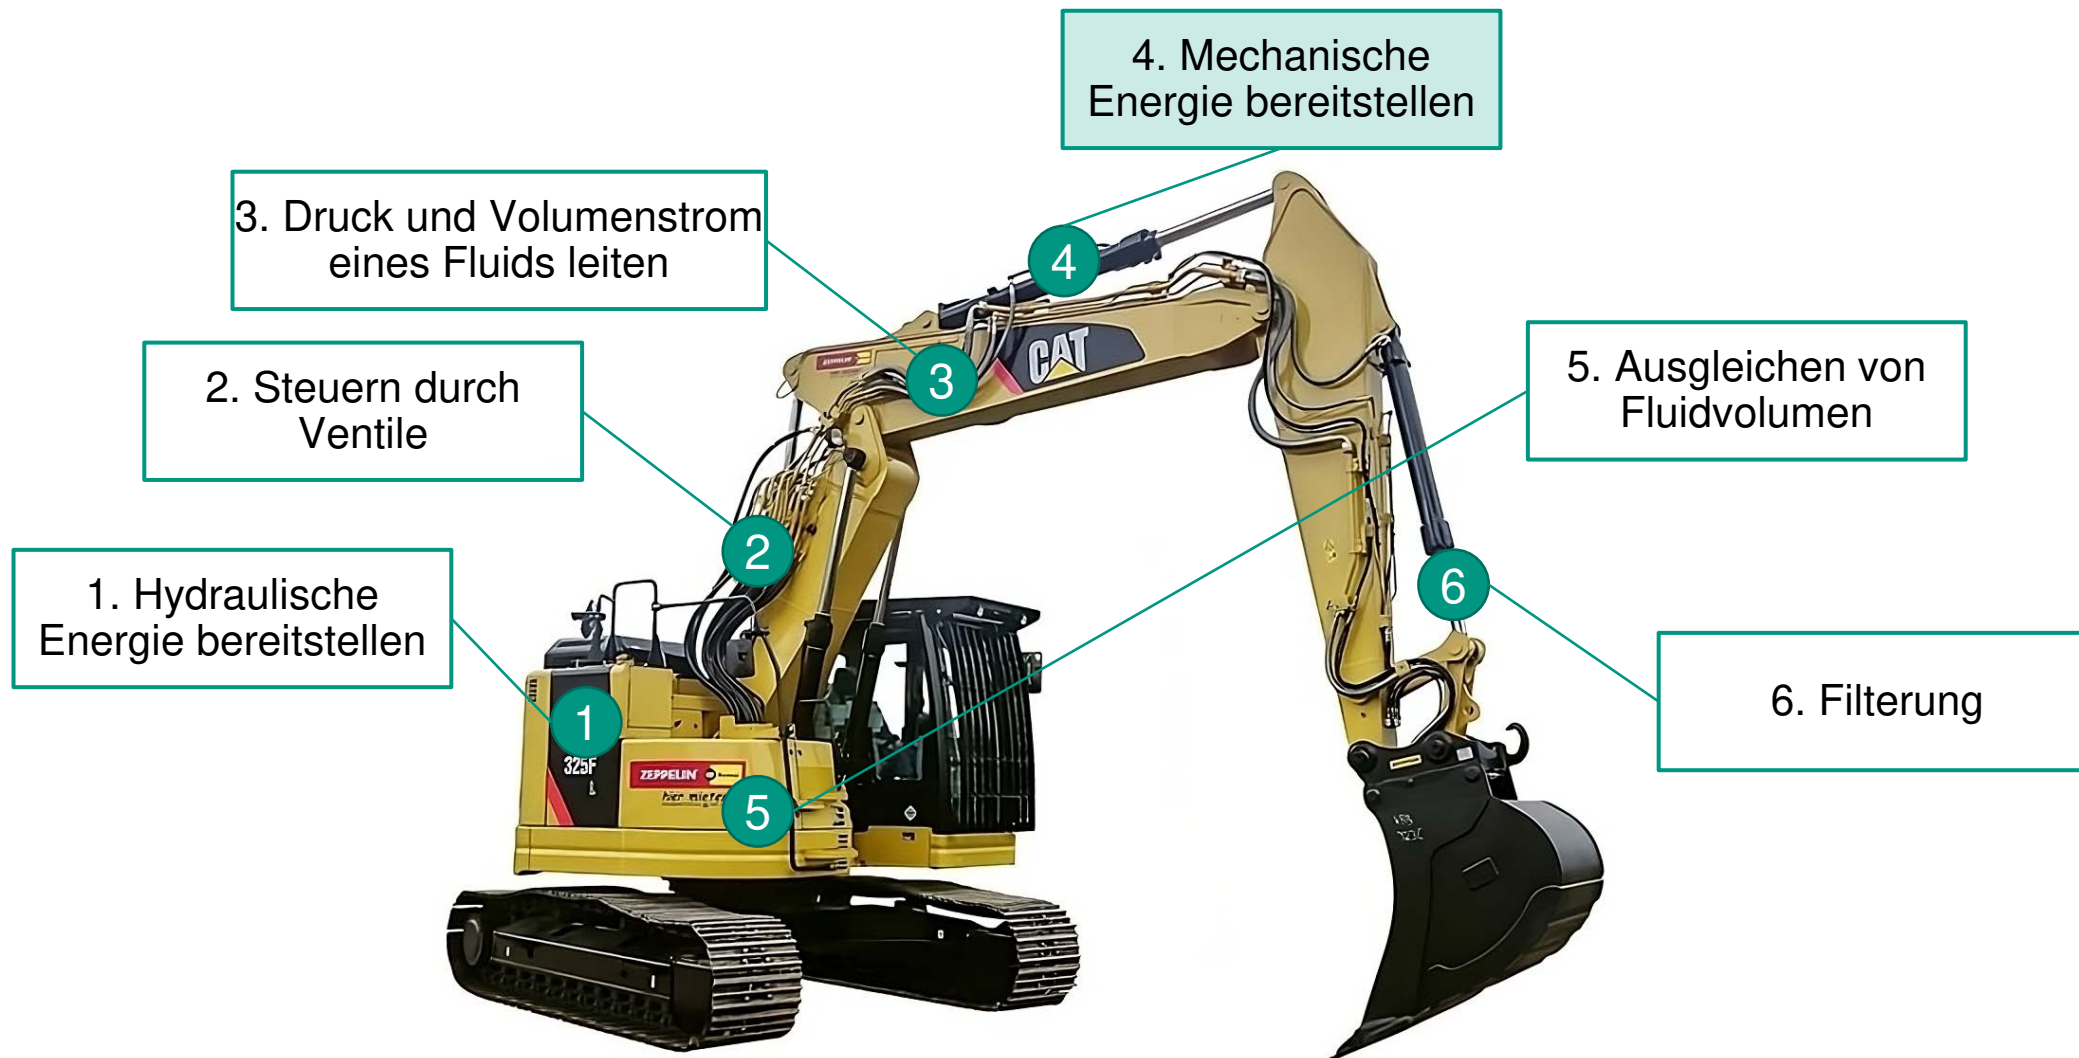 4. Mechanische
Energie bereitstellen
3. Druck und Volumenstrom
eines Fluids leiten
4
2. Steuern durch
Ventile
3
CAT
5. Ausgleichen von
Fluidvolumen
2
1. Hydraulische
Energie bereitstellen
6
6. Filterung
1
325F
L
ZEPPELIN
5